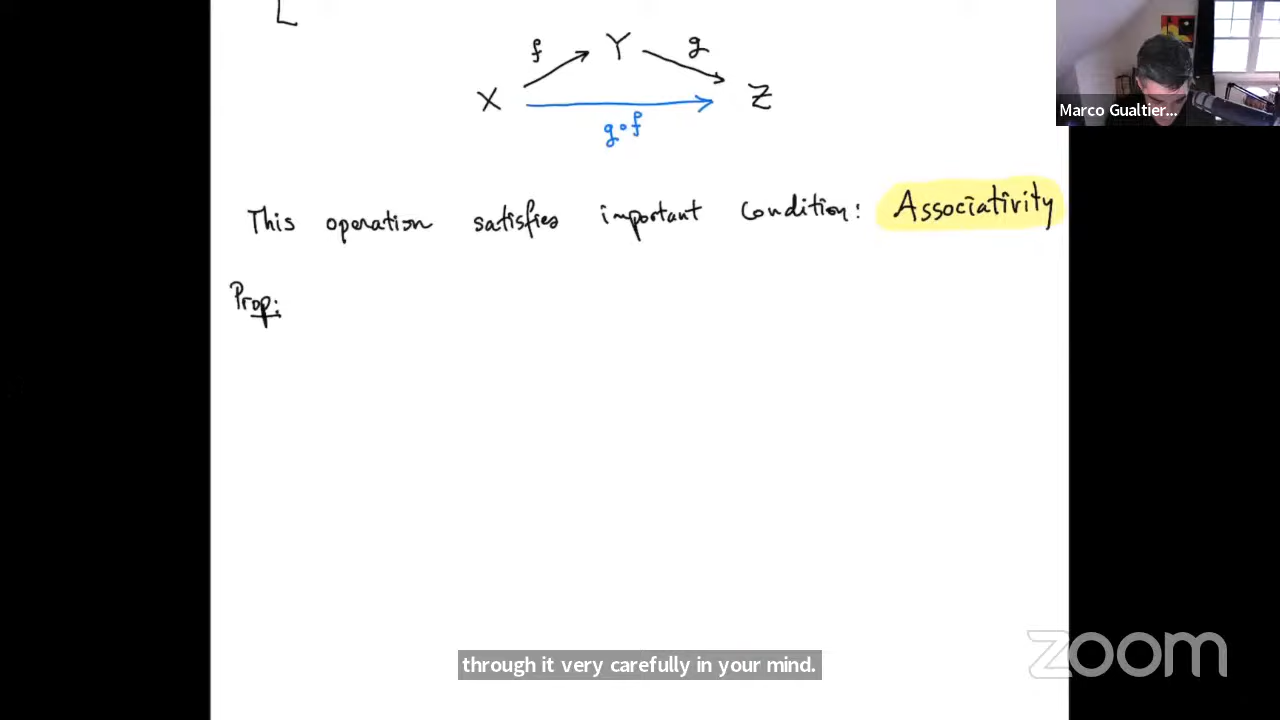 f Y g
X Z
g∘f
Marco Gualtier...
This operation satisfies important condition: Associativity
Prop:
through it very carefully in your mind.
zoom